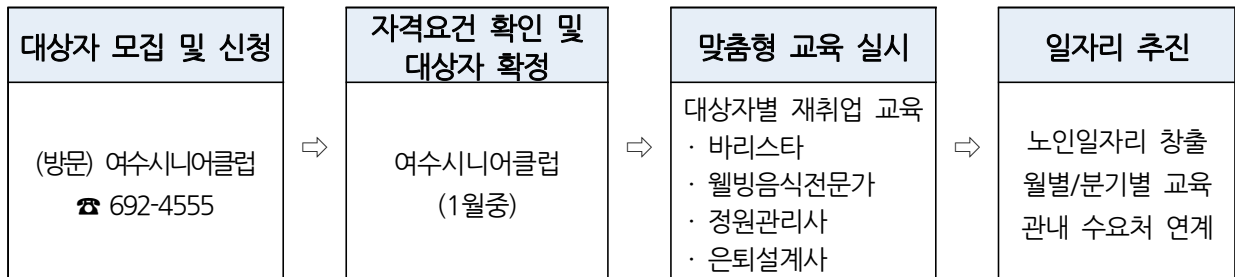 대상자 모집 및 신청
(방문) 여수시니어클럽
☎ 692-4555
⇨
자격요건 확인 및
대상자 확정
여수시니어클럽
(1월중)
⇨
맞춤형 교육 실시
대상자별 재취업 교육
· 바리스타
· 웰빙음식전문가
· 정원관리사
· 은퇴설계사
⇨
일자리 추진
노인일자리 창출
월별/분기별 교육
관내 수요처 연계